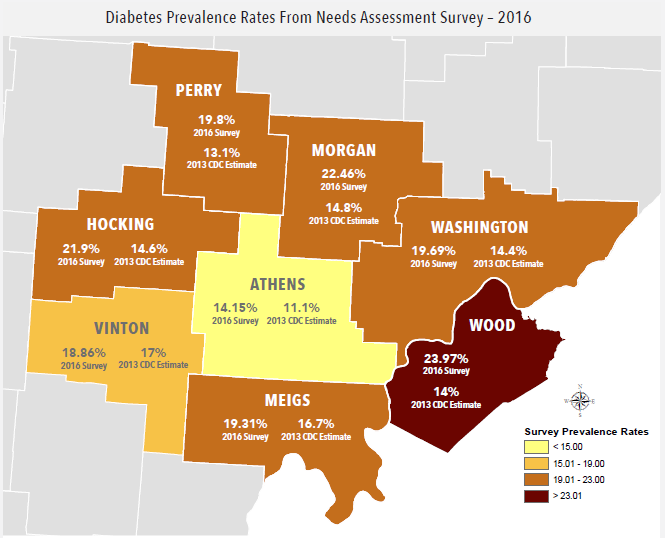 Diabetes Prevalence Rates From Needs Assessment Survey – 2016
PERRY
19.8%
2016 Survey
13.1%
2013 CDC Estimate
MORGAN
22.46%
2016 Survey
14.8%
2013 CDC Estimate
HOCKING
21.9% 14.6%
2016 Survey 2013 CDC Estimate
WASHINGTON
19.69% 14.4%
2016 Survey 2013 CDC Estimate
ATHENS
14.15% 11.1%
2016 Survey 2013 CDC Estimate
VINTON
18.86% 17%
2016 Survey 2013 CDC Estimate
WOOD
23.97%
2016 Survey
14%
2013 CDC Estimate
MEIGS
19.31% 16.7%
2016 Survey 2013 CDC Estimate
N
W E
S
Survey Prevalence Rates
< 15.00
15.01 - 19.00
19.01 - 23.00
> 23.01